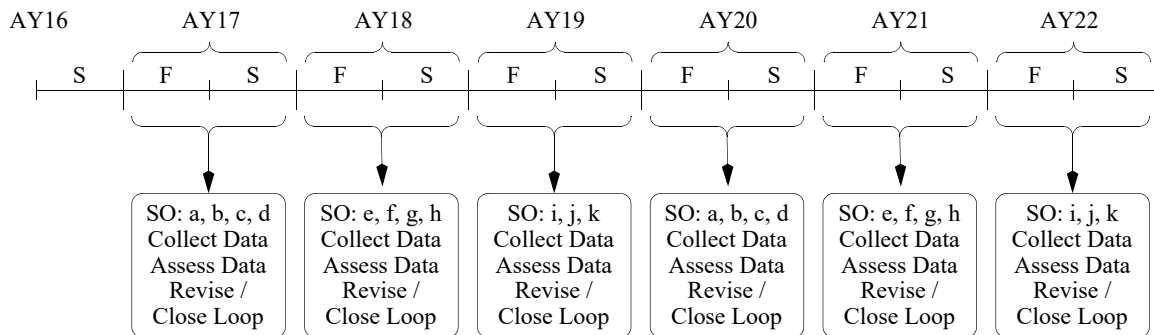 AY16 AY17 AY18 AY19 AY20 AY21 AY22
S F S F S F S F S F S F S
SO: a, b, c, d
Collect Data
Assess Data
Revise /
Close Loop
SO: e, f, g, h
Collect Data
Assess Data
Revise /
Close Loop
SO: i, j, k
Collect Data
Assess Data
Revise /
Close Loop
SO: a, b, c, d
Collect Data
Assess Data
Revise /
Close Loop
SO: e, f, g, h
Collect Data
Assess Data
Revise /
Close Loop
SO: i, j, k
Collect Data
Assess Data
Revise /
Close Loop